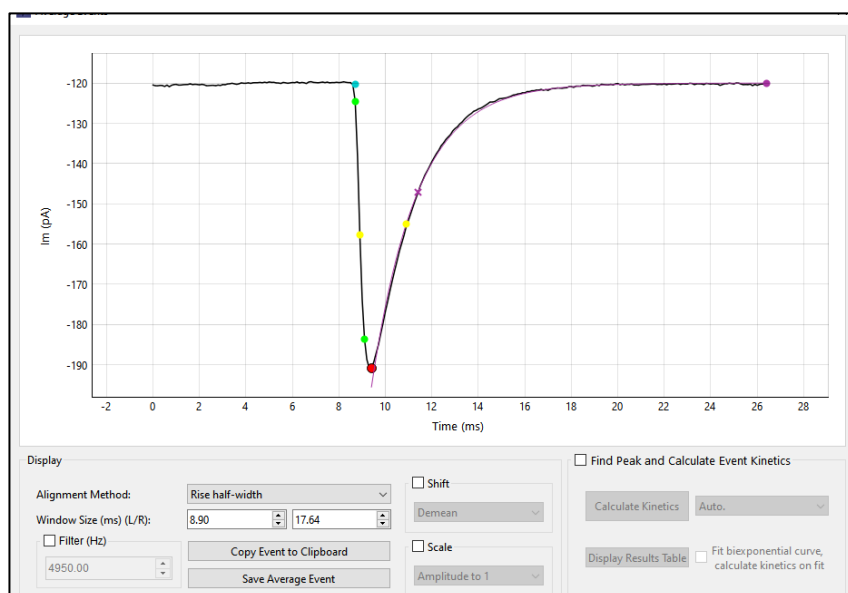 -120
-130
-140
-150
-160
-170
-180
-190
Im (pA)
-2 0 2 4 6 8 10 12 14 16 18 20 22 24 26 28
Time (ms)
Display
Alignment Method: Rise half-width
Window Size (ms) (L/R): 8.90 17.64
Filter (Hz)
4950.00
Copy Event to Clipboard
Save Average Event
Shift
Demean
Scale
Amplitude to 1
Find Peak and Calculate Event Kinetics
Calculate Kinetics Auto.
Display Results Table
Fit biexponential curve,
calculate kinetics on fit